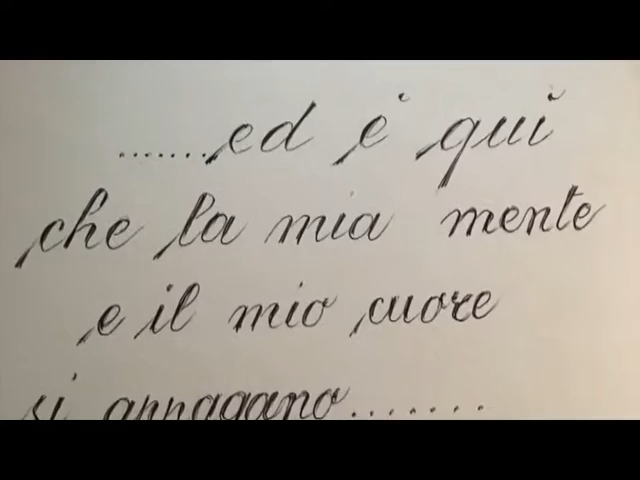 .......ed è qui
che la mia mente
e il mio cuore
si appagano.......